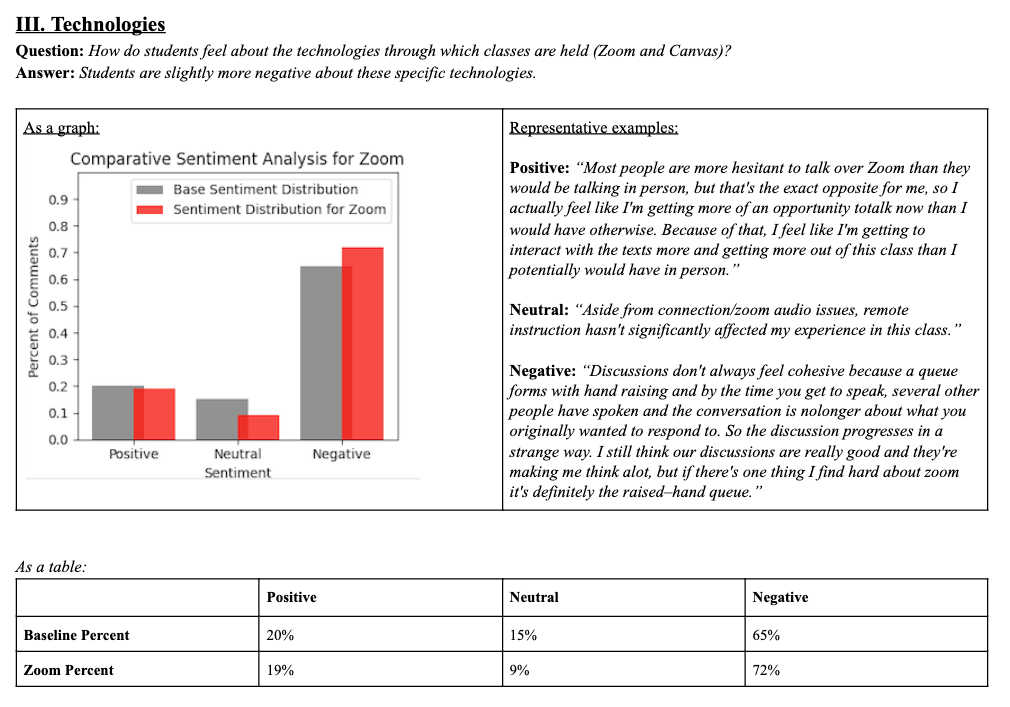 III. Technologies
Question: How do students feel about the technologies through which classes are held (Zoom and Canvas)?
Answer: Students are slightly more negative about these specific technologies.
As a graph:
Comparative Sentiment Analysis for Zoom
Base Sentiment Distribution
Sentiment Distribution for Zoom
Percent of Comments
0.9
0.8
0.7
0.6
0.5
0.4
0.3
0.2
0.1
0.0
Positive
Neutral
Negative
Sentiment
Representative examples:
Positive: “Most people are more hesitant to talk over Zoom than they
would be talking in person, but that's the exact opposite for me, so I
actually feel like I'm getting more of an opportunity totalk now than I
would have otherwise. Because of that, I feel like I'm getting to
interact with the texts more and getting more out of this class than I
potentially would have in person.”
Neutral: “Aside from connection/zoom audio issues, remote
instruction hasn't significantly affected my experience in this class.”
Negative: “Discussions don't always feel cohesive because a queue
forms with hand raising and by the time you get to speak, several other
people have spoken and the conversation is nolonger about what you
originally wanted to respond to. So the discussion progresses in a
strange way. I still think our discussions are really good and they're
making me think alot, but if there's one thing I find hard about zoom
it's definitely the raised–hand queue.”
As a table:
Positive
Neutral
Negative
Baseline Percent
20%
15%
65%
Zoom Percent
19%
9%
72%